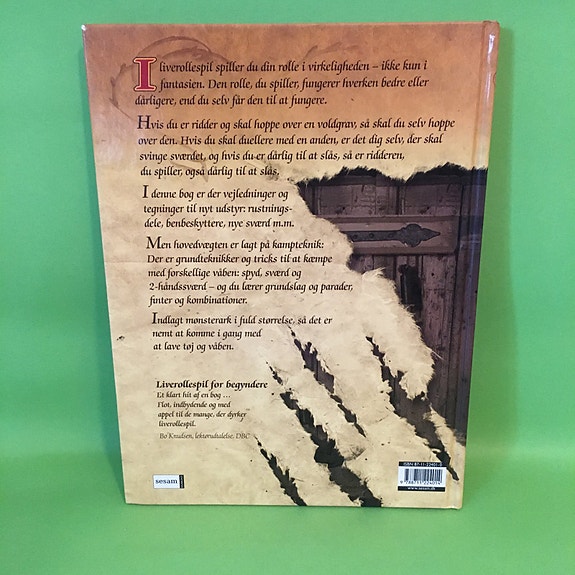 I liverollespil spiller du din rolle i virkeligheden – ikke kun i
fantasien. Den rolle, du spiller, fungerer hverken bedre eller
dårligere, end du selv får den til at fungere.
Hvis du er ridder og skal hoppe over en voldgrav, så skal du selv hoppe
over den. Hvis du skal duellere med en anden, er det dig selv, der skal
svinge sværdet, og hvis du er dårlig til at slås, så er ridderen,
du spiller, også dårlig til at slås.
I denne bog er der vejledninger og
tegninger til nyt udstyr: rustnings-
dele, benbeskyttere, nye sværd m.m.
Men hovedvægten er lagt på kampteknik:
Der er grundteknikker og tricks til at kæmpe
med forskellige våben: spyd, sværd og
2-håndssværd – og du lærer grundslag og parader,
finter og kombinationer.
Indlagt mønsterark i fuld størrelse, så det er
nemt at komme i gang med
at lave tøj og våben.
Liverollespil for begyndere
Et klart hit af en bog ...
Flot, indbydende og med
appel til de mange, der dyrker
liverollespil.
Bo Knudsen, lektørudtalelse, DBC
sesam
www.sesam.dk